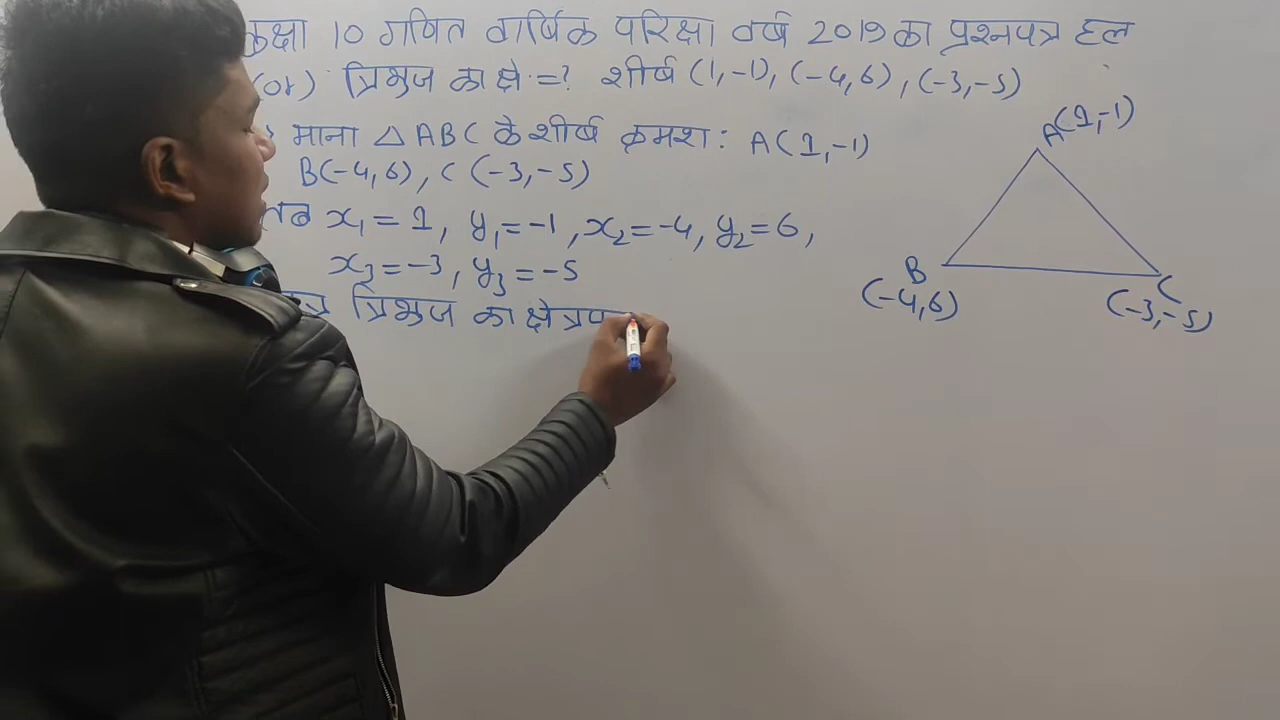 कक्षा 10 गणित वार्षिक परिक्षा वर्ष 2019 का प्रश्नपत्र हल
(or) त्रिभुज का क्षे.=? शीर्ष (1,-1), (-4,6), (-3,-5)
माना △ABC के शीर्ष क्रमश: A(1,-1)
B(-4,6), C(-3,-5)
तब x₁=1, y₁=-1, x₂=-4, y₂=6,
x₃=-3, y₃=-5
त्रिभुज का क्षेत्रफ
A(1,-1)
B
(-4,6)
C
(-3,-5)